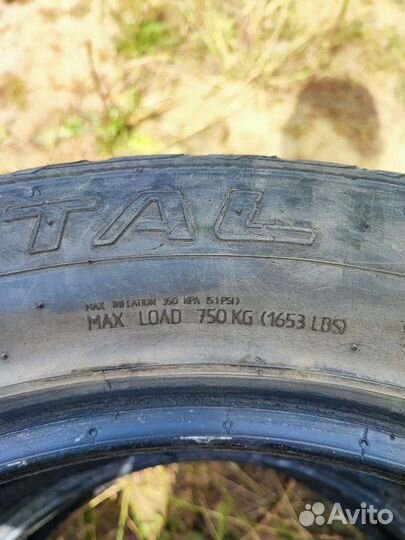 TAL
MAX INFLATION 350 KPA (51 PSI)
MAX LOAD 750 KG (1653 LBS)
Avito